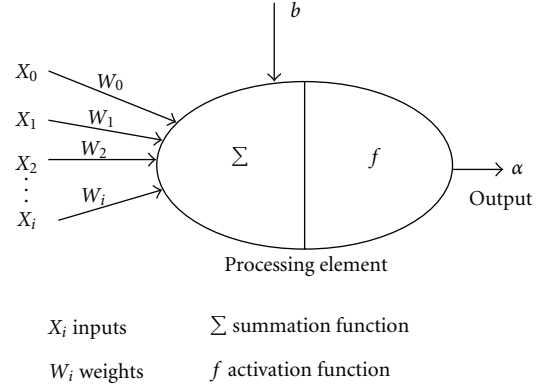 b
X₀
W₀
X₁
W₁
X₂
W₂
⋮
Xᵢ
Wᵢ
Σ
f
α
Output
Processing element
Xᵢ inputs
Σ summation function
Wᵢ weights
f activation function